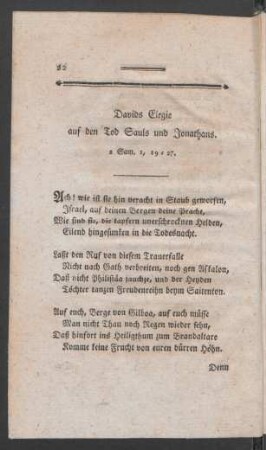 82
Davids Elegie
auf den Tod Sauls und Jonathans.
2 Sam. 1, 19 = 27.
Ach! wie ist sie hin veracht in Staub geworfen,
Israel, auf deinen Bergen deine Pracht,
Wie sind sie, die tapfern unerschrocknen Helden,
Eilend hingesunken in die Todesnacht.
Lasst den Ruf von diesem Trauerfalle
Nicht nach Gath verbreiten, noch gen Askalon,
Daß nicht Philistäa jauchze, und der Heyden
Töchter tanzen Freudenreihn beym Saitenton.
Auf euch, Berge von Gilboa, auf euch müsse
Man nicht Thau noch Regen wieder sehn,
Daß hinfort ins Heiligthum zum Brandaltare
Komme keine Frucht von euren dürren Höhn.
Denn